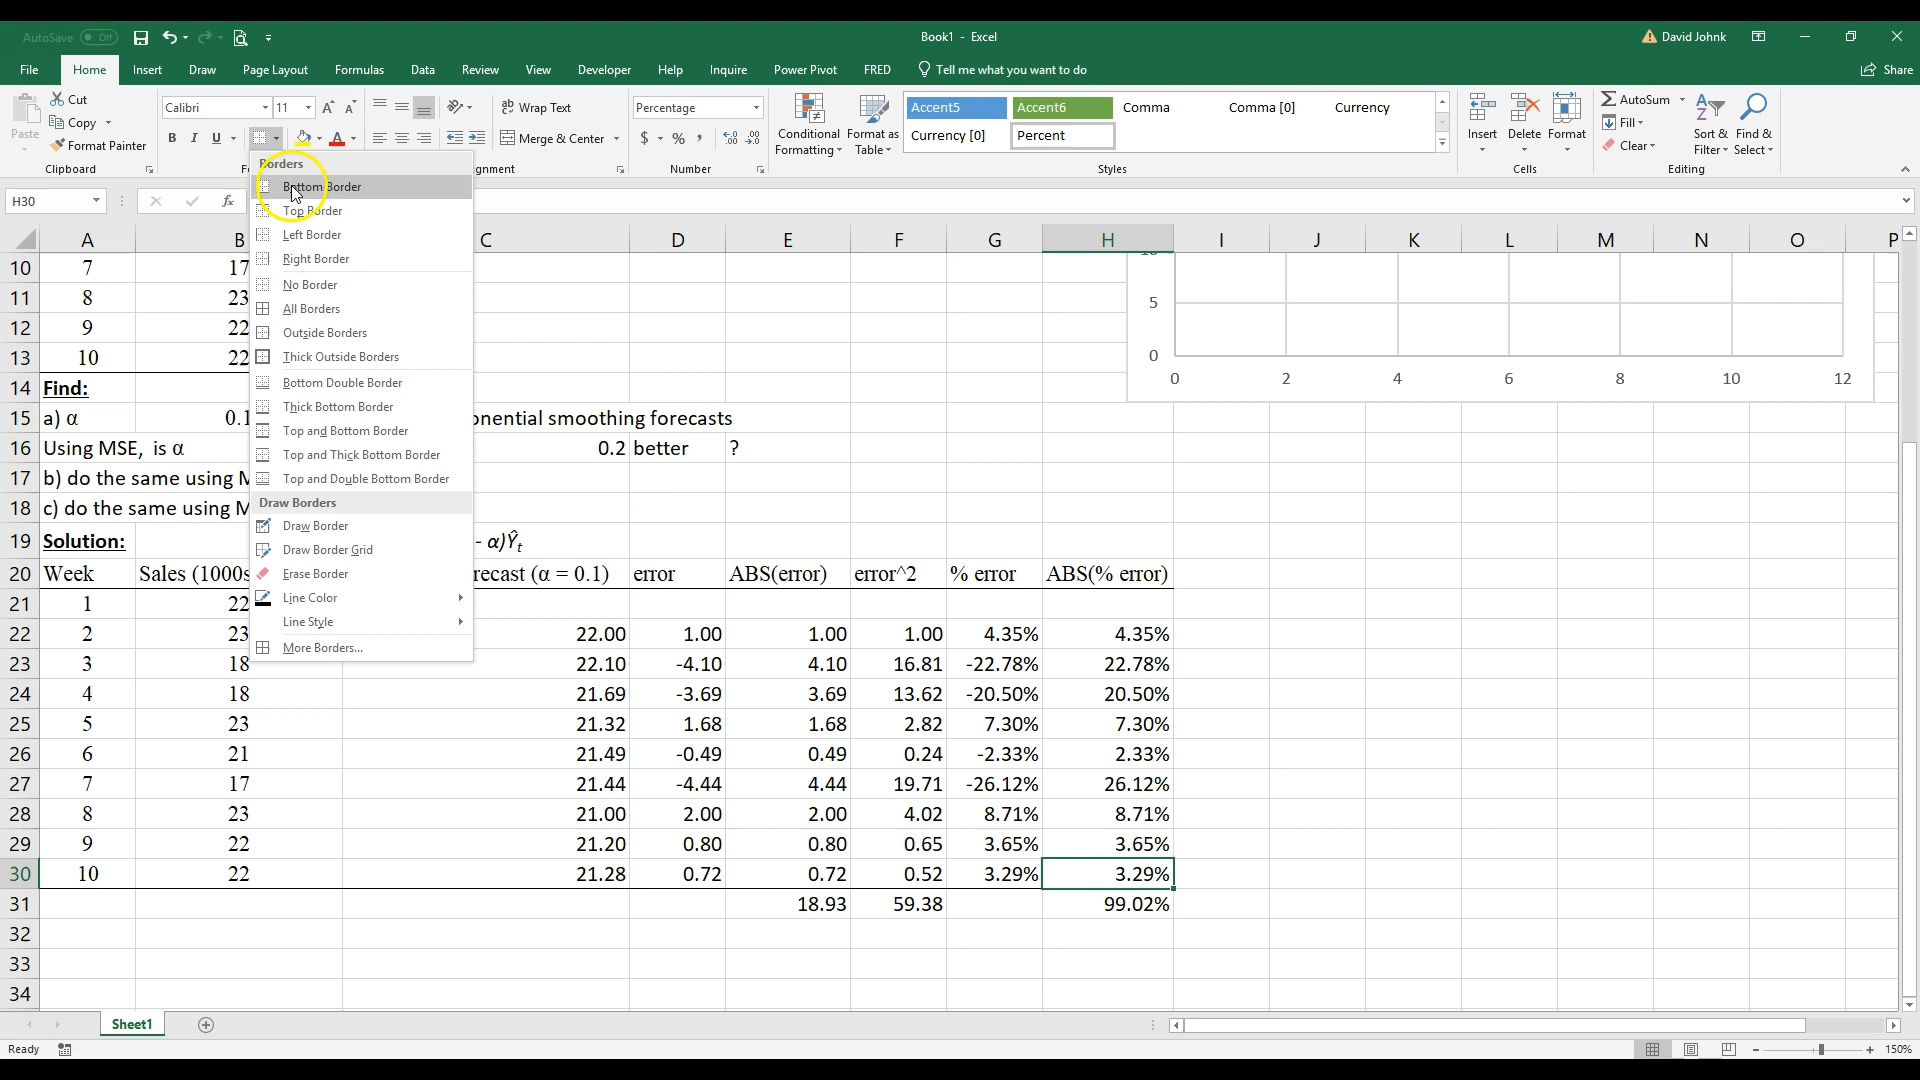 AutoSave Off Book1 - Excel David Johnk
File Home Insert Draw Page Layout Formulas Data Review View Developer Help Inquire Power Pivot FRED Tell me what you want to do Share
Paste Cut Copy Format Painter Clipboard
Calibri 11 B I U A
Wrap Text Merge & Center
Percentage $ % , Number
Conditional Formatting Format as Table
Accent5 Accent6 Comma Comma [0] Currency
Currency [0] Percent
Styles
Insert Delete Format Cells
AutoSum Fill Clear Sort & Filter Find & Select Editing
H30 fx
Borders
Bottom Border
Top Border
Left Border
Right Border
No Border
All Borders
Outside Borders
Thick Outside Borders
Bottom Double Border
Thick Bottom Border
Top and Bottom Border
Top and Thick Bottom Border
Top and Double Bottom Border
Draw Borders
Draw Border
Draw Border Grid
Erase Border
Line Color
Line Style
More Borders...
A B C D E F G H I J K L M N O P
10 7 17
11 8 23
12 9 22
13 10 22
5
0
0 2 4 6 8 10 12
14 Find:
15 a) α 0.1 onential smoothing forecasts
16 Using MSE, is α 0.2 better ?
17 b) do the same using
18 c) do the same using
19 Solution: - α)Ŷt
20 Week Sales (1000s recast (α = 0.1) error ABS(error) error^2 % error ABS(% error)
21 1 22
22 2 23 22.00 1.00 1.00 1.00 4.35% 4.35%
23 3 18 22.10 -4.10 4.10 16.81 -22.78% 22.78%
24 4 18 21.69 -3.69 3.69 13.62 -20.50% 20.50%
25 5 23 21.32 1.68 1.68 2.82 7.30% 7.30%
26 6 21 21.49 -0.49 0.49 0.24 -2.33% 2.33%
27 7 17 21.44 -4.44 4.44 19.71 -26.12% 26.12%
28 8 23 21.00 2.00 2.00 4.02 8.71% 8.71%
29 9 22 21.20 0.80 0.80 0.65 3.65% 3.65%
30 10 22 21.28 0.72 0.72 0.52 3.29% 3.29%
31 18.93 59.38 99.02%
32
33
34
Sheet1
Ready 150%